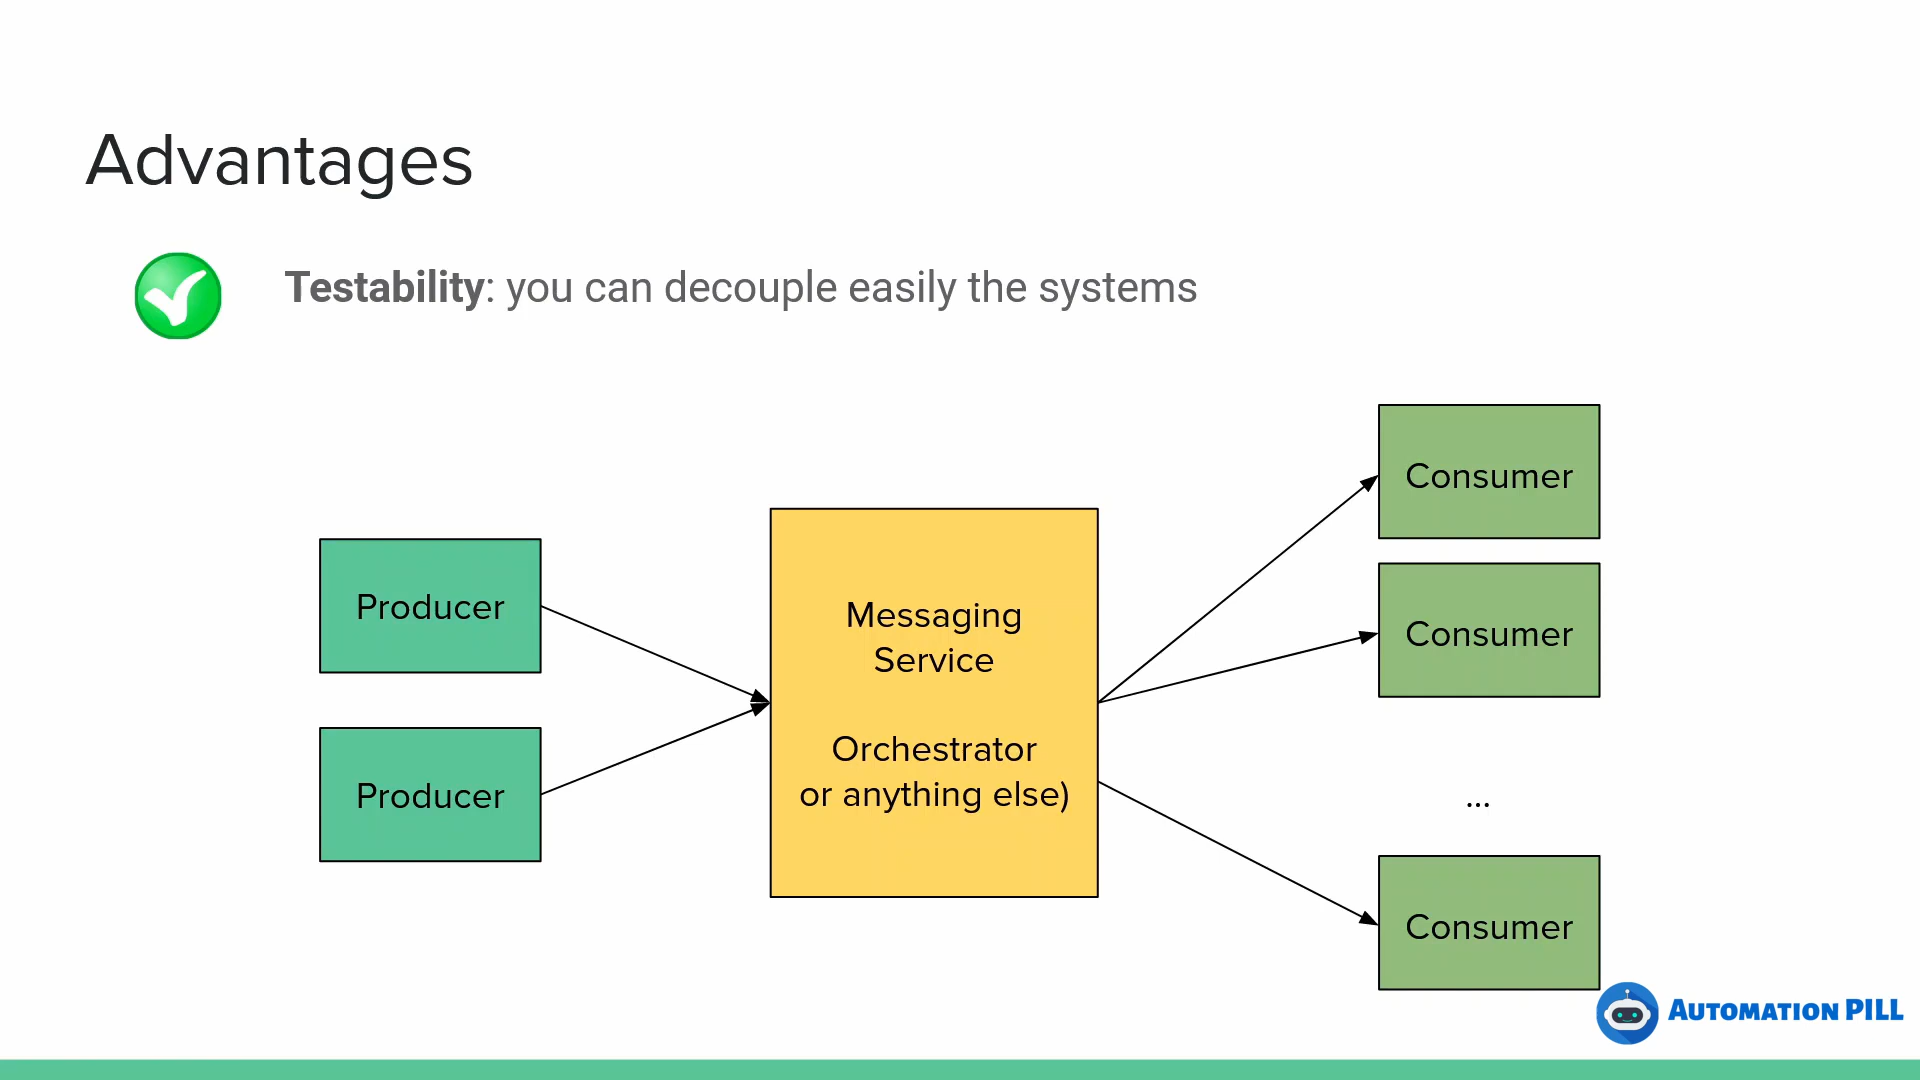 Advantages
Testability: you can decouple easily the systems
Producer
Producer
Messaging
Service
Orchestrator
or anything else)
Consumer
Consumer
...
Consumer
AUTOMATION PILL